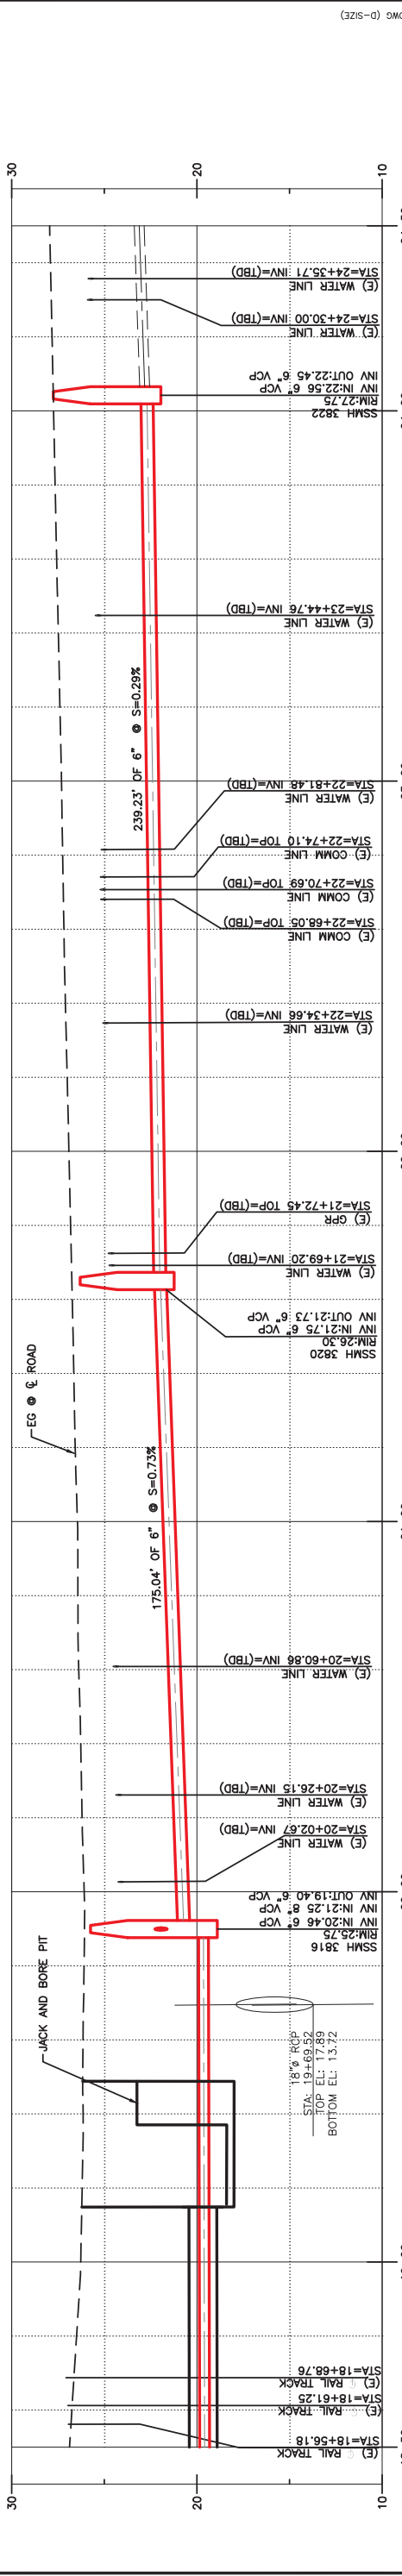 DWG (D-SIZE)
30
20
10
(E) WATER LINE
STA=24+35.71 INV=(TBD)
(E) WATER LINE
STA=24+30.00 INV=(TBD)
SSMH 3822
RIM:27.75
INV IN:22.56 6" VCP
INV OUT:22.45 6" VCP
(E) WATER LINE
STA=23+44.76 INV=(TBD)
239.23' OF 6" @ S=0.29%
(E) WATER LINE
STA=22+81.48 INV=(TBD)
(E) COMM LINE
STA=22+74.10 TOP=(TBD)
(E) COMM LINE
STA=22+70.69 TOP=(TBD)
(E) COMM LINE
STA=22+68.05 TOP=(TBD)
(E) WATER LINE
STA=22+34.66 INV=(TBD)
(E) GPR
STA=21+72.45 TOP=(TBD)
(E) WATER LINE
STA=21+69.20 INV=(TBD)
SSMH 3820
RIM:26.30
INV IN:21.75 6" VCP
INV OUT:21.73 6" VCP
EG @ ℄ ROAD
175.04' OF 6" @ S=0.73%
(E) WATER LINE
STA=20+60.86 INV=(TBD)
(E) WATER LINE
STA=20+26.15 INV=(TBD)
(E) WATER LINE
STA=20+02.67 INV=(TBD)
SSMH 3816
RIM:25.75
INV IN:20.46 6" VCP
INV IN:21.25 8" VCP
INV OUT:19.40 6" VCP
JACK AND BORE PIT
18"ø RCP
STA: 19+69.52
TOP EL: 17.89
BOTTOM EL: 13.72
(E) RAIL TRACK
STA=18+68.76
(E) RAIL TRACK
STA=18+61.25
(E) RAIL TRACK
STA=18+56.18
30
20
10